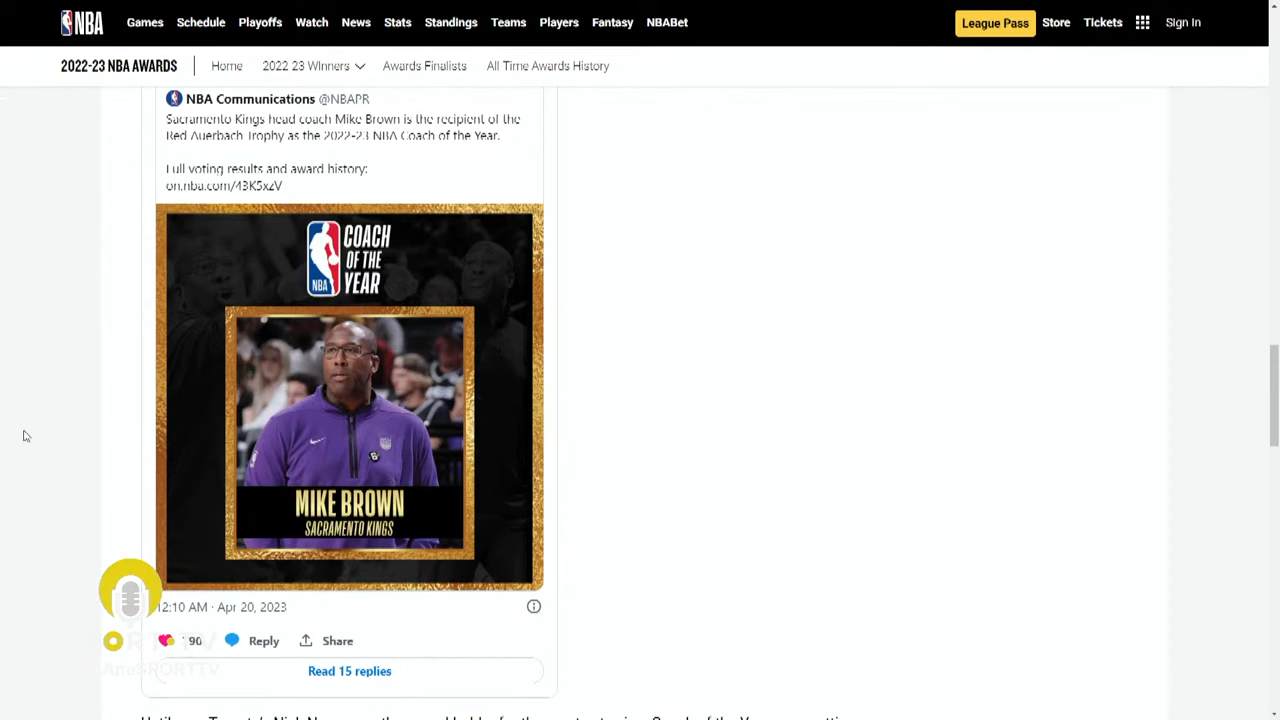 NBA Games Schedule Playoffs Watch News Stats Standings Teams Players Fantasy NBABet League Pass Store Tickets Sign In
2022-23 NBA AWARDS Home 2022 23 Winners Awards Finalists All Time Awards History
NBA Communications @NBAPR
Sacramento Kings head coach Mike Brown is the recipient of the
Red Auerbach Trophy as the 2022-23 NBA Coach of the Year.
Full voting results and award history:
on.nba.com/43K5xzV
COACH
OF THE
YEAR
NBA
MIKE BROWN
SACRAMENTO KINGS
12:10 AM · Apr 20, 2023
90 Reply Share
Read 15 replies